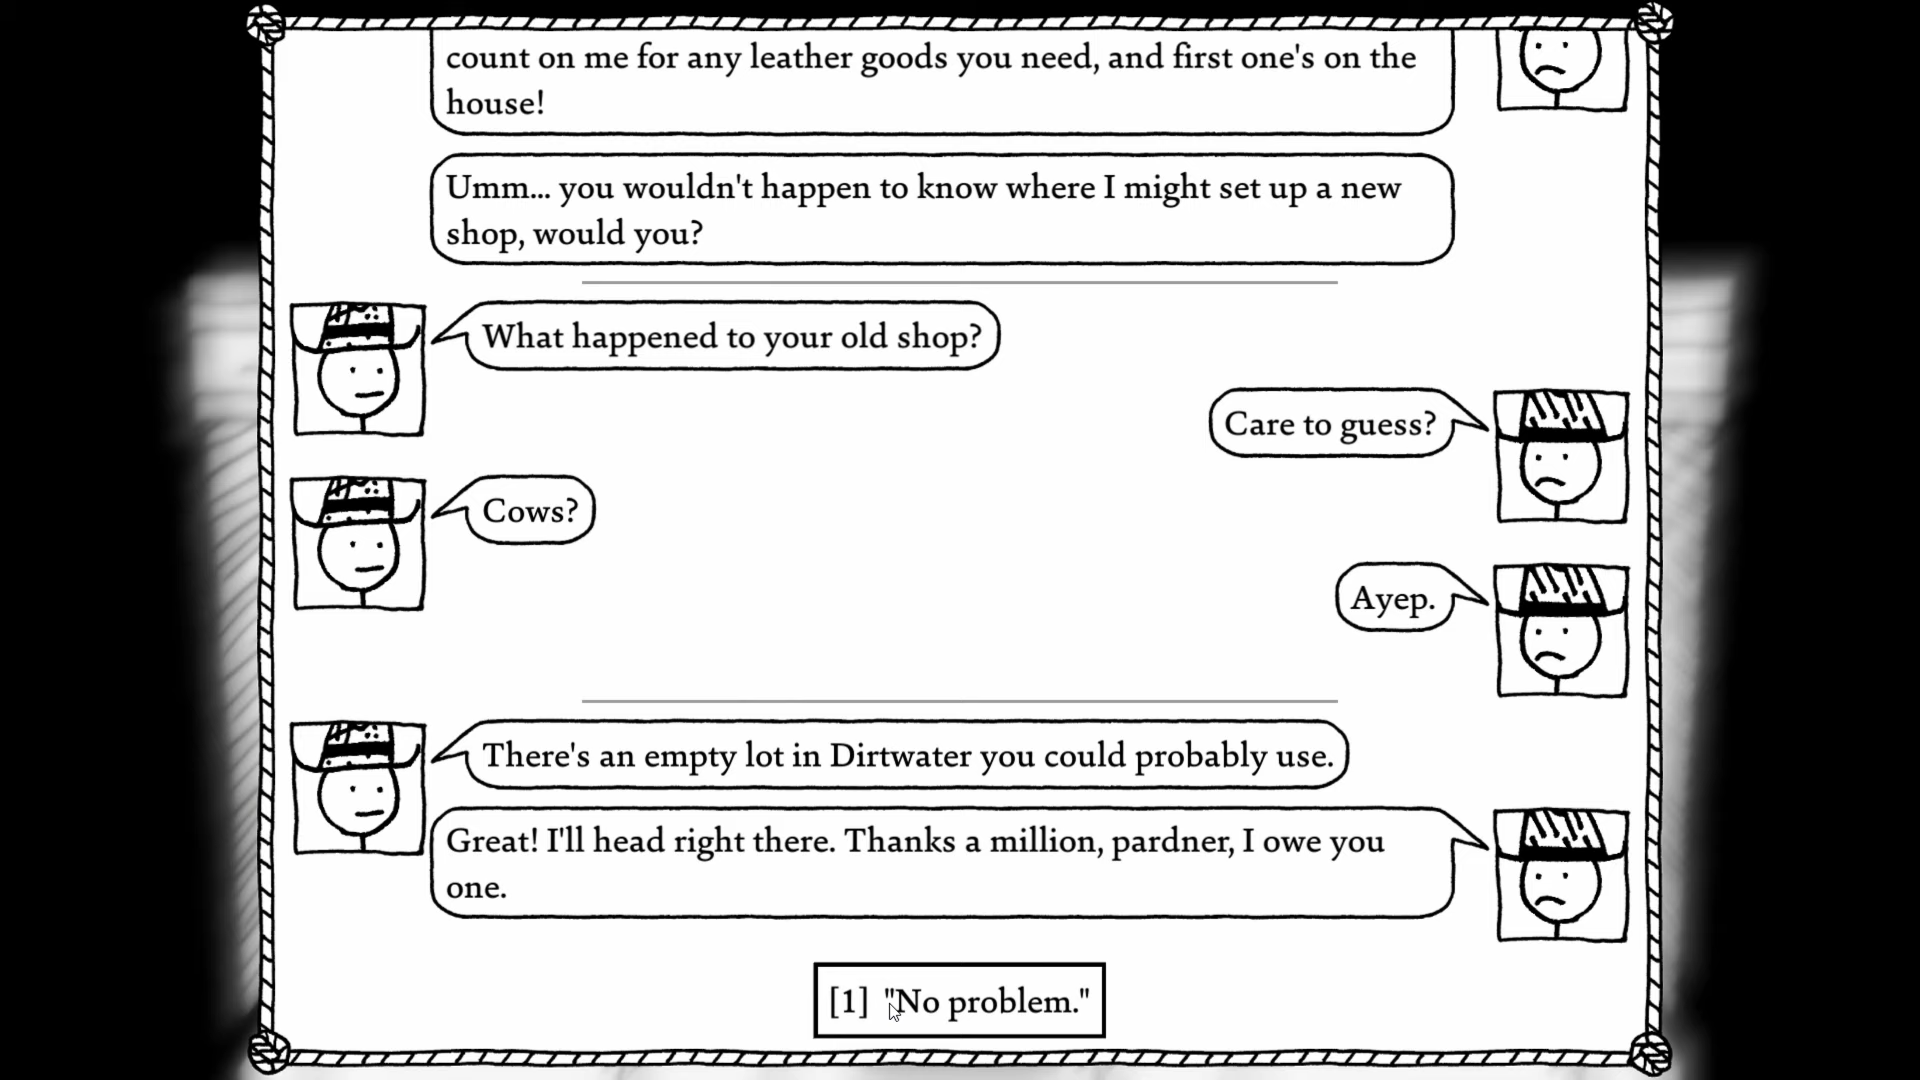 count on me for any leather goods you need, and first one's on the
house!
Umm... you wouldn't happen to know where I might set up a new
shop, would you?
What happened to your old shop?
Care to guess?
Cows?
Ayep.
There's an empty lot in Dirtwater you could probably use.
Great! I'll head right there. Thanks a million, pardner, I owe you
one.
[1] "No problem."